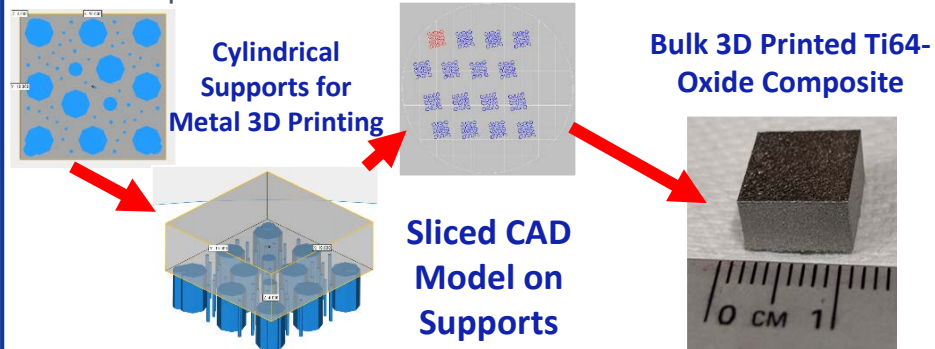 Cylindrical
Supports for
Metal 3D Printing
Sliced CAD
Model on
Supports
Bulk 3D Printed Ti64-
Oxide Composite
0 CM 1